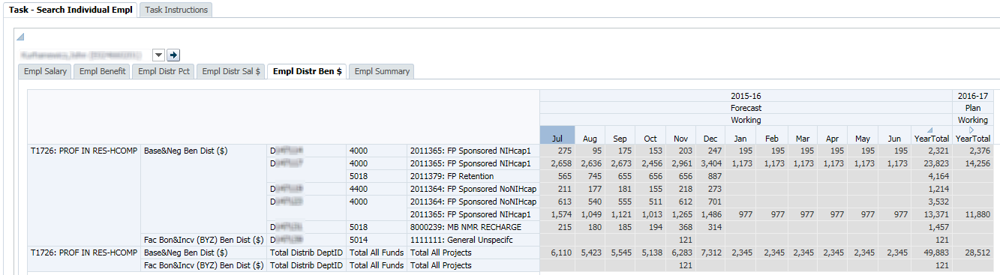 Task - Search Individual Empl Task Instructions
Empl Salary Empl Benefit Empl Distr Pct Empl Distr Sal $ Empl Distr Ben $ Empl Summary
2015-16 2016-17
Forecast Plan
Working Working
Jul Aug Sep Oct Nov Dec Jan Feb Mar Apr May Jun YearTotal YearTotal
T1726: PROF IN RES-HCOMP Base&Neg Ben Dist ($) D 4000 2011365: FP Sponsored NIHcap1 275 95 175 153 203 247 195 195 195 195 195 195 2,321 2,376
D 4000 2011365: FP Sponsored NIHcap1 2,658 2,636 2,673 2,456 2,961 3,404 1,173 1,173 1,173 1,173 1,173 1,173 23,823 14,256
5018 2011379: FP Retention 565 745 655 656 656 887 4,164
D 4400 2011364: FP Sponsored NoNIHcap 211 177 181 155 218 273 1,214
D 4000 2011364: FP Sponsored NoNIHcap 613 540 555 511 612 701 3,532
2011365: FP Sponsored NIHcap1 1,574 1,049 1,121 1,013 1,265 1,486 977 977 977 977 977 977 13,371 11,880
D 5018 8000239: MB NMR RECHARGE 215 180 185 194 368 314 1,457
Fac Bon&Incv (BYZ) Ben Dist ($) D 5014 1111111: General Unspecifc 121 121
T1726: PROF IN RES-HCOMP Base&Neg Ben Dist ($) Total Distrib DeptID Total All Funds Total All Projects 6,110 5,423 5,545 5,138 6,283 7,312 2,345 2,345 2,345 2,345 2,345 2,345 49,883 28,512
Fac Bon&Incv (BYZ) Ben Dist ($) Total Distrib DeptID Total All Funds Total All Projects 121 121